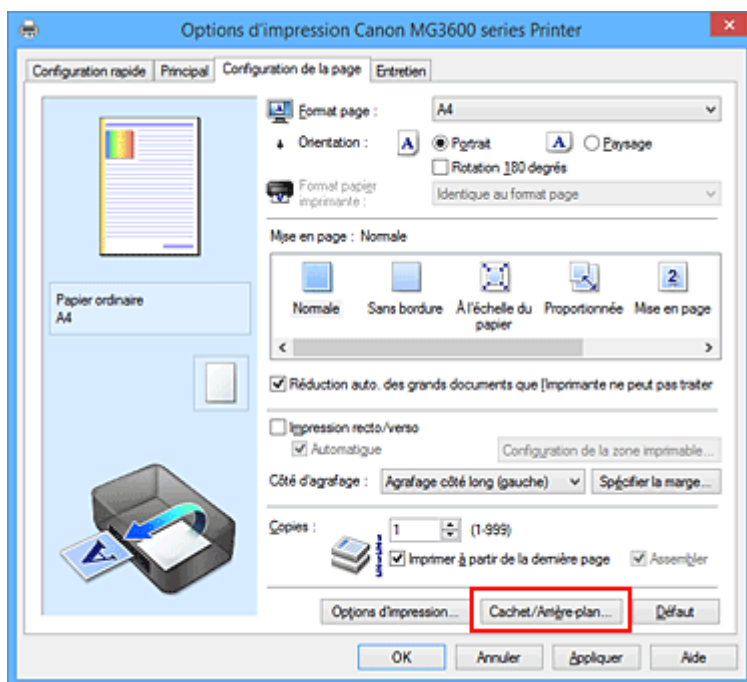 Options d'impression Canon MG3600 series Printer
Configuration rapide Principal Configuration de la page Entretien
Format page : A4
Orientation : A Portrait A Paysage
Rotation 180 degrés
Format papier imprimante : Identique au format page
Mise en page : Normale
Papier ordinaire
A4
Normale Sans bordure À l'échelle du papier Proportionnée Mise en page
2
Réduction auto. des grands documents que l'imprimante ne peut pas traiter
Impression recto/verso
Automatique Configuration de la zone imprimable...
Côté d'agrafage : Agrafage côté long (gauche) Spécifier la marge...
Copies : 1 (1-999)
Imprimer à partir de la dernière page Assembler
A
Options d'impression... Cachet/Arrière-plan... Défaut
OK Annuler Appliquer Aide